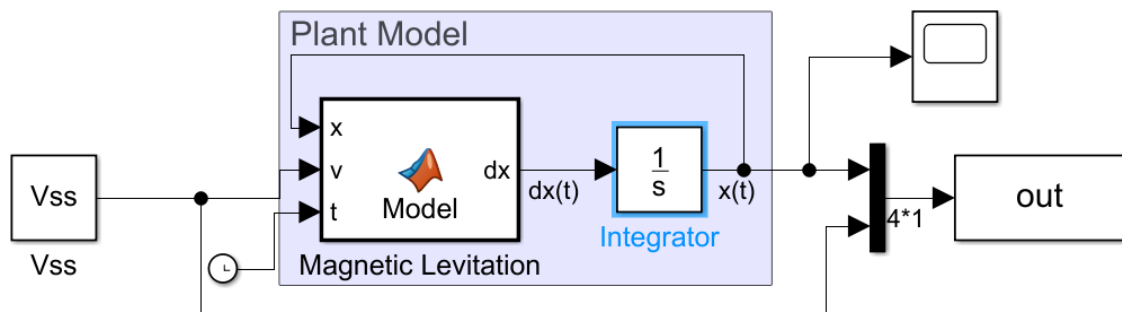 Plant Model
x
v
t
dx
Model
Magnetic Levitation
dx(t)
1
s
Integrator
x(t)
Vss
Vss
4*1
out